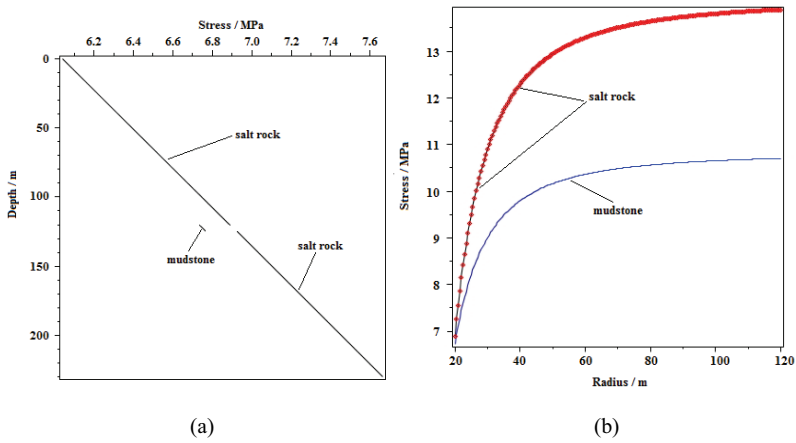 Stress / MPa
6.2 6.4 6.6 6.8 7.0 7.2 7.4 7.6
Depth / m
0
50
100
150
200
salt rock
mudstone
salt rock
(a)
Stress / MPa
13
12
11
10
9
8
7
salt rock
mudstone
20 40 60 80 100 120
Radius / m
(b)